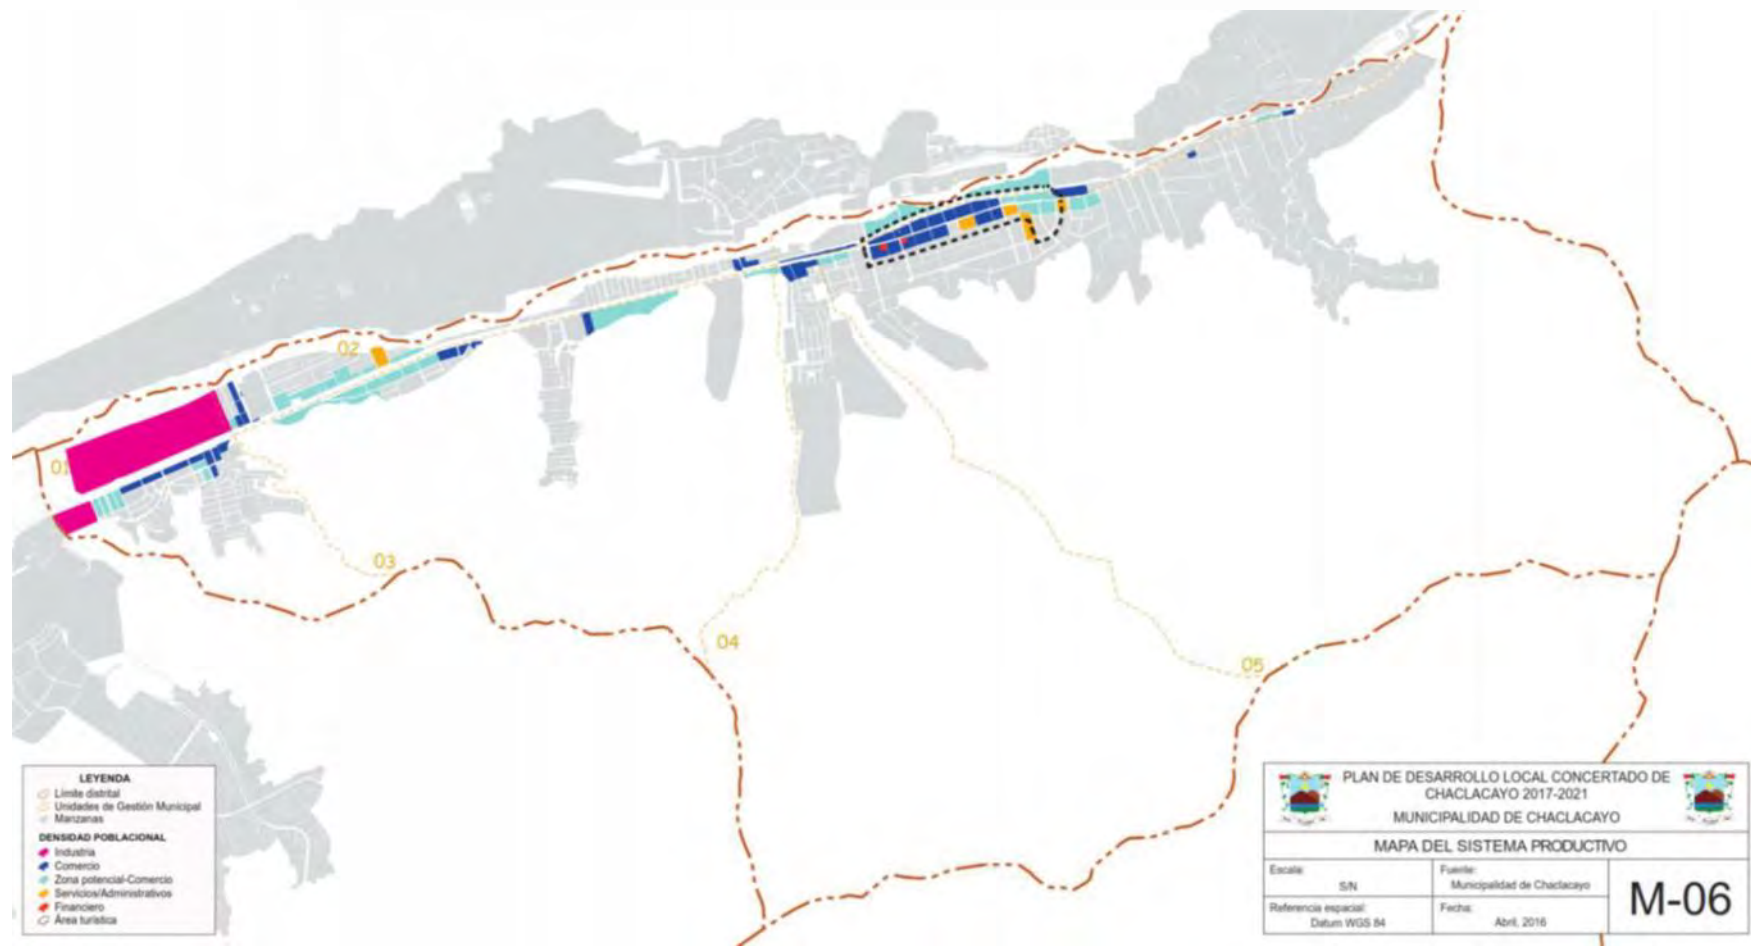 02
01
03
04
05
LEYENDA
Límite distrital
Unidades de Gestión Municipal
Manzanas
DENSIDAD POBLACIONAL
Industria
Comercio
Zona potencial-Comercio
Servicios/Administrativos
Financiero
Área turística
PLAN DE DESARROLLO LOCAL CONCERTADO DE
CHACLACAYO 2017-2021
MUNICIPALIDAD DE CHACLACAYO
MAPA DEL SISTEMA PRODUCTIVO
Escala:
S/N
Fuente:
Municipalidad de Chaclacayo
Referencia espacial:
Datum WGS 84
Fecha:
Abril, 2016
M-06